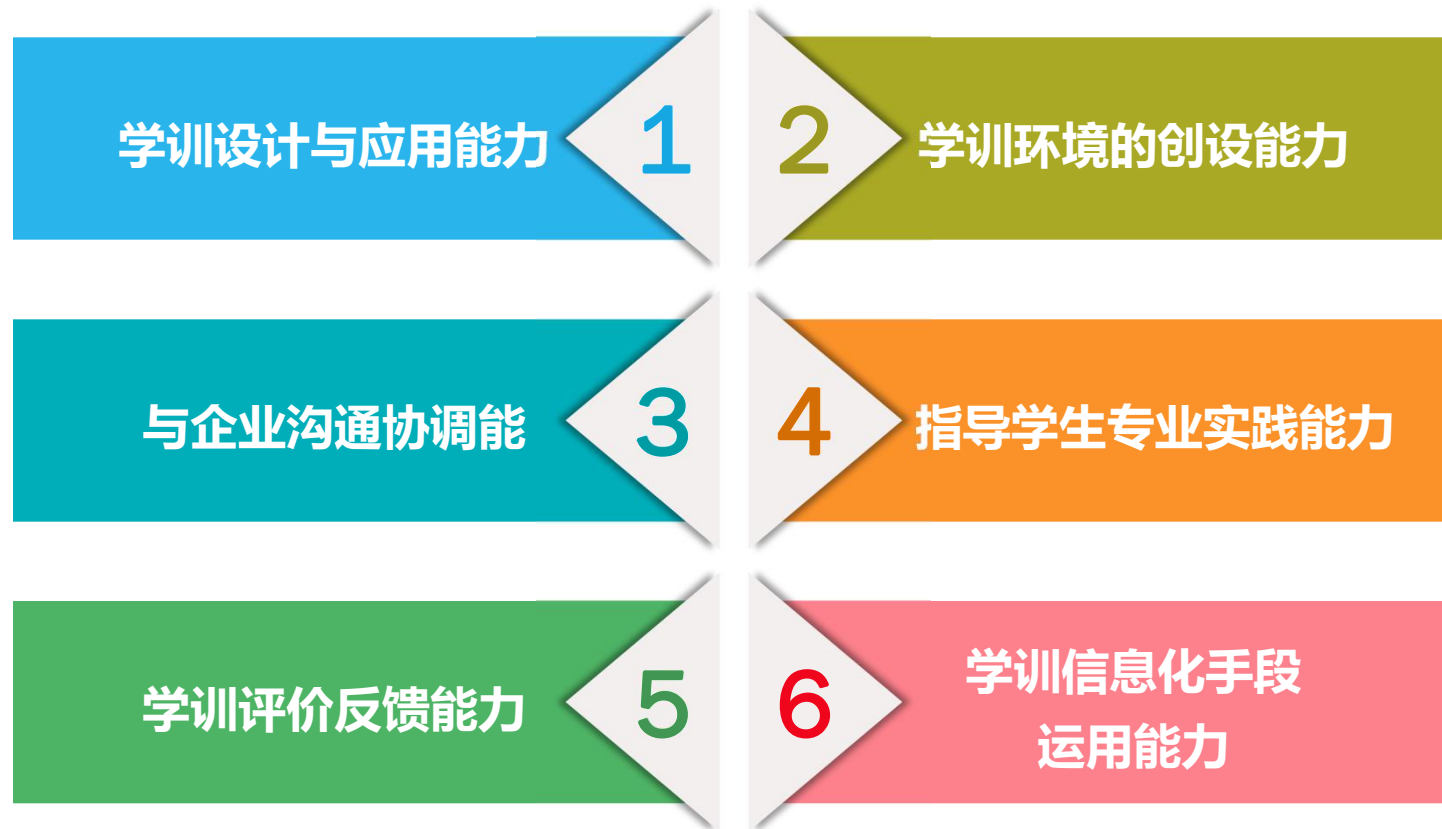 学训设计与应用能力
1
2
学训环境的创设能力
与企业沟通协调能
3
4
指导学生专业实践能力
学训评价反馈能力
5
6
学训信息化手段
运用能力